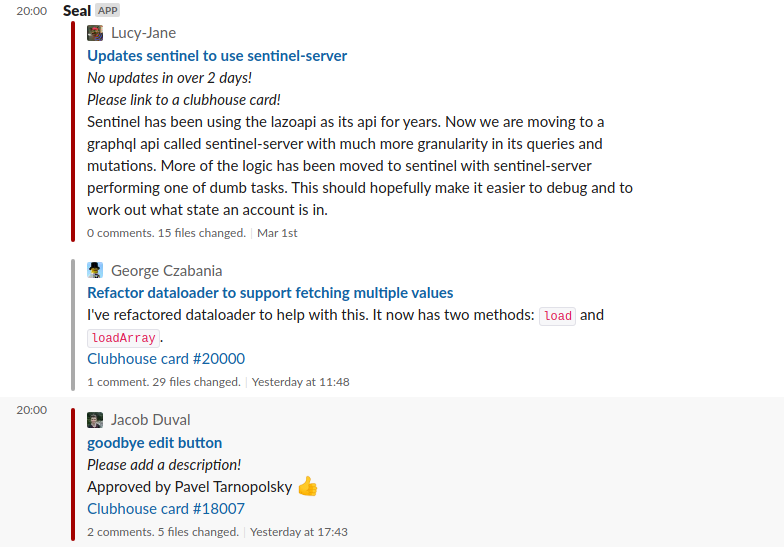 20:00 Seal APP
Lucy-Jane
Updates sentinel to use sentinel-server
No updates in over 2 days!
Please link to a clubhouse card!
Sentinel has been using the lazoapi as its api for years. Now we are moving to a
graphql api called sentinel-server with much more granularity in its queries and
mutations. More of the logic has been moved to sentinel with sentinel-server
performing one of dumb tasks. This should hopefully make it easier to debug and to
work out what state an account is in.
0 comments. 15 files changed. | Mar 1st
George Czabania
Refactor dataloader to support fetching multiple values
I've refactored dataloader to help with this. It now has two methods: load and
loadArray.
Clubhouse card #20000
1 comment. 29 files changed. | Yesterday at 11:48
20:00 Jacob Duval
goodbye edit button
Please add a description!
Approved by Pavel Tarnopolsky 👍
Clubhouse card #18007
2 comments. 5 files changed. | Yesterday at 17:43